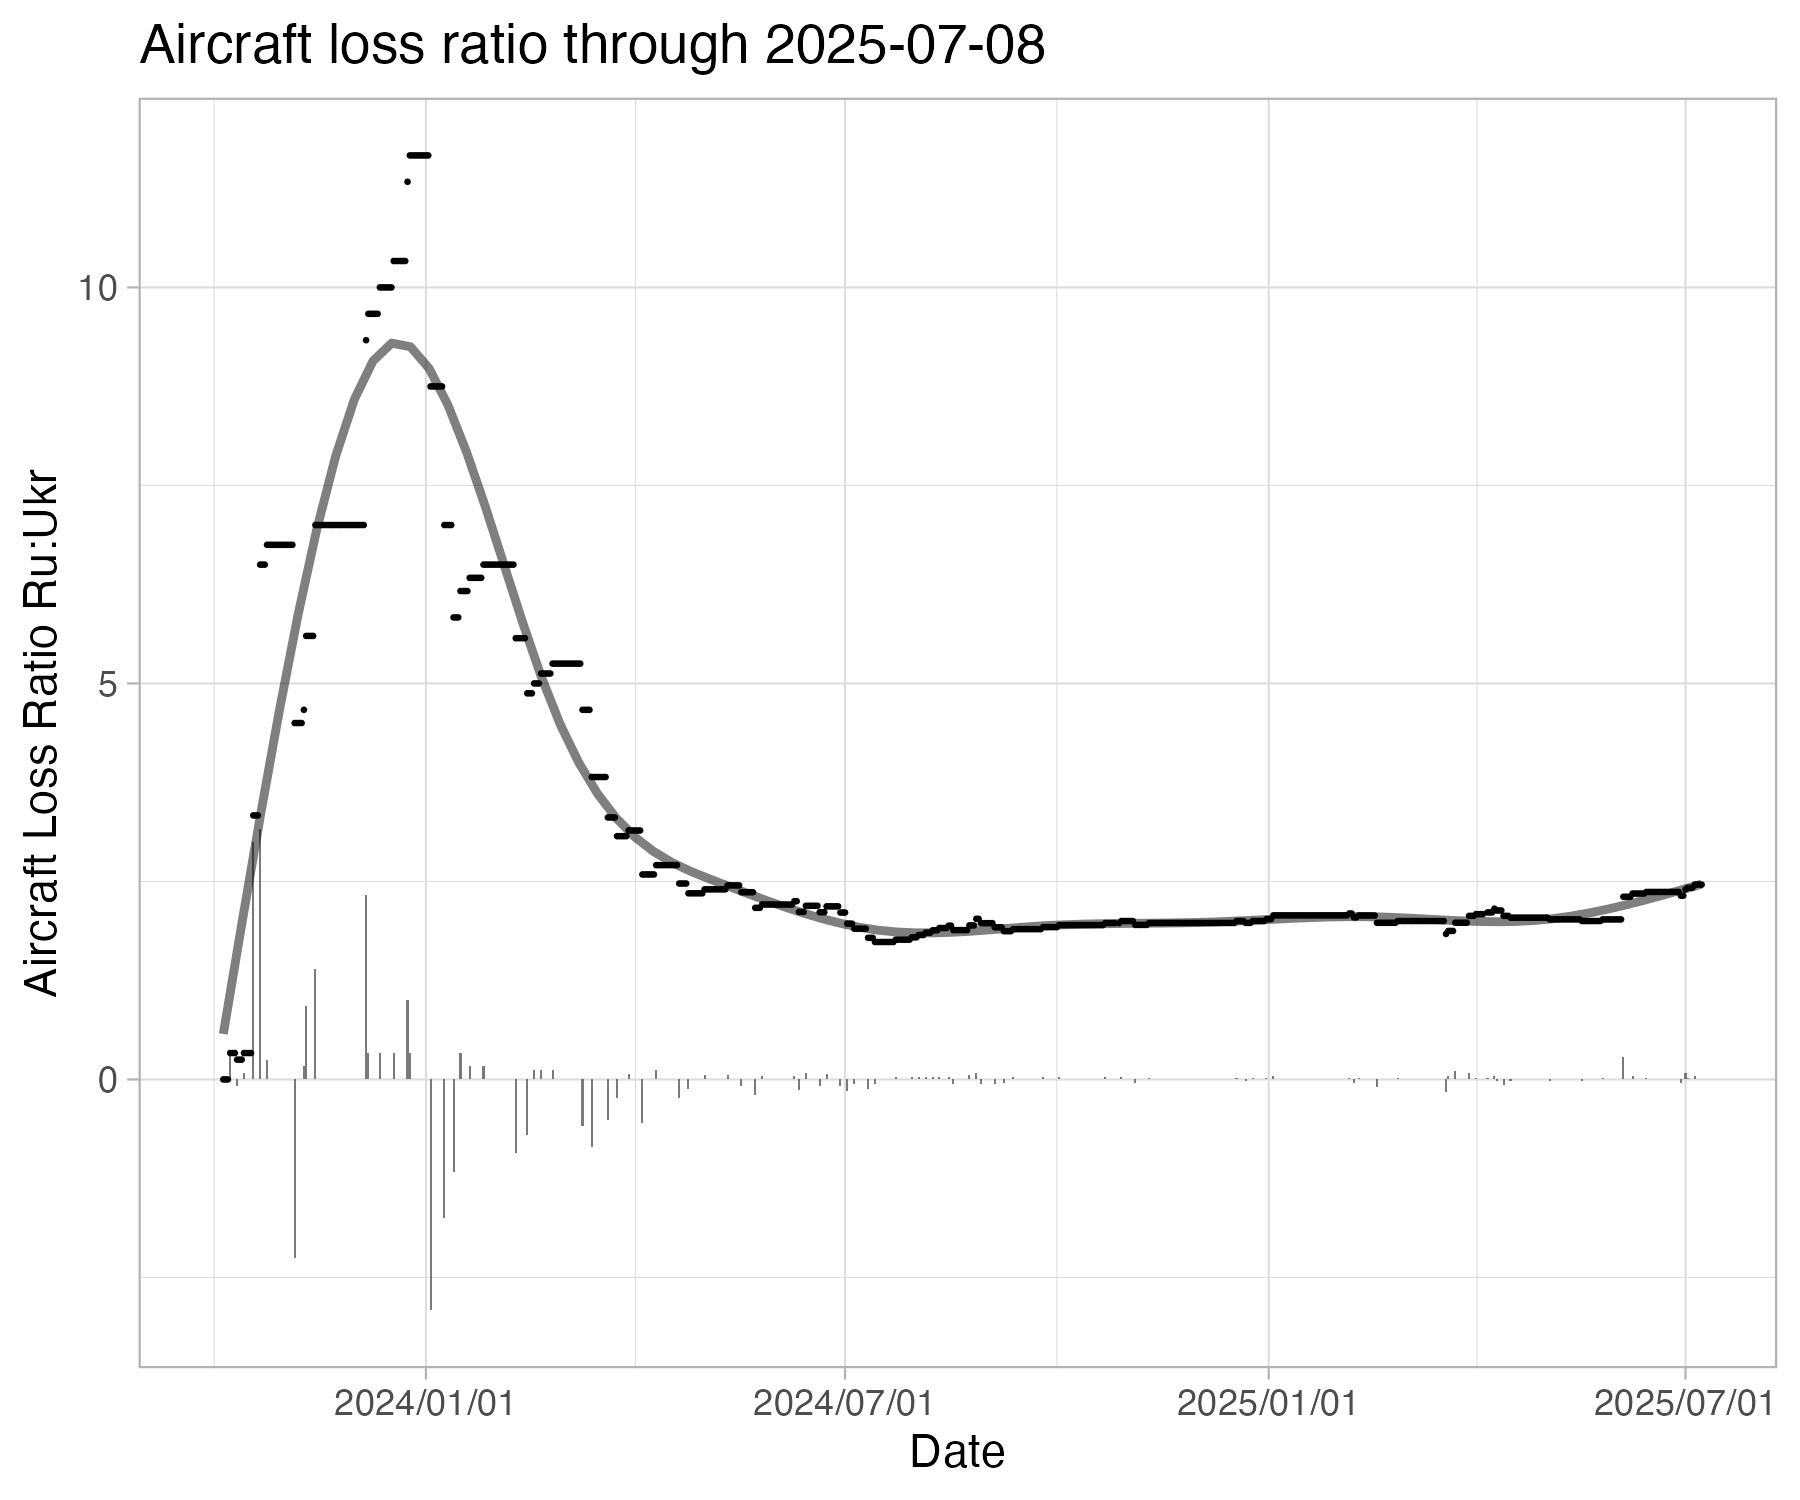 Aircraft loss ratio through 2025-07-08
Aircraft Loss Ratio Ru:Ukr
10
5
0
2024/01/01
2024/07/01
2025/01/01
2025/07/01
Date